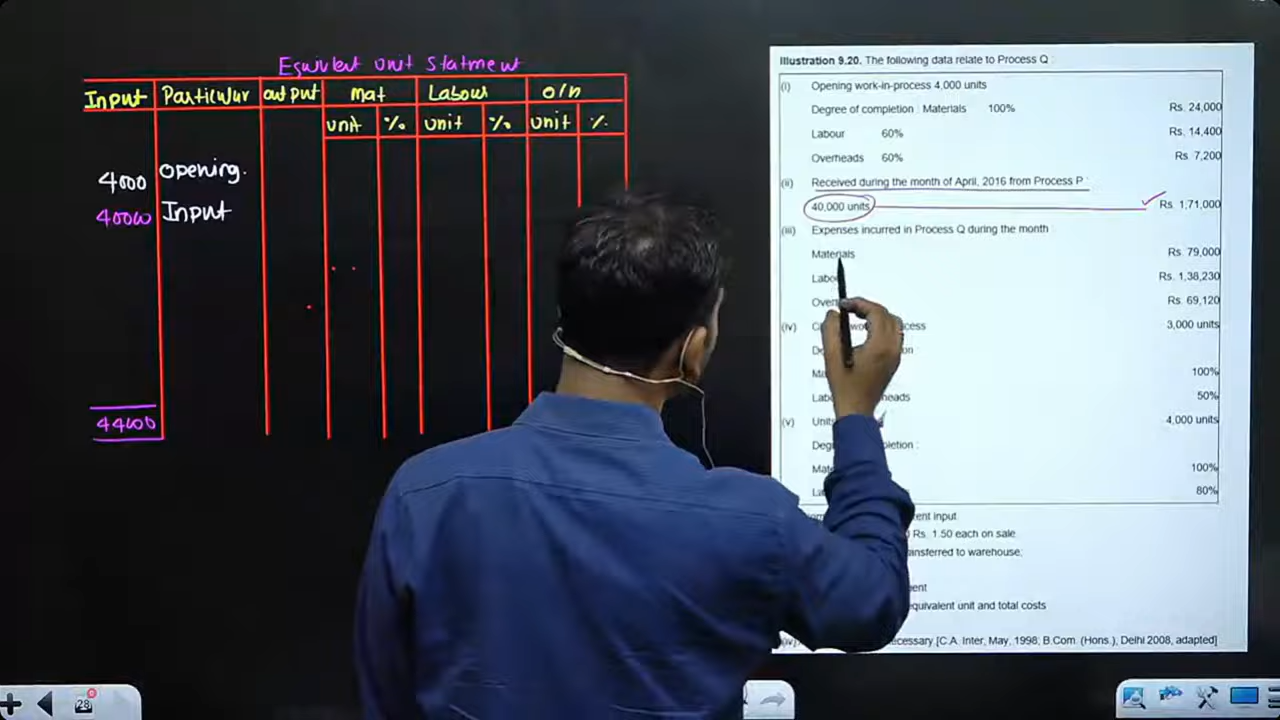 Equivlent unit statment
Input Particular output Mat Labour O/H
unit % unit % unit %
4000 Opening.
40000 Input
44000
Illustration 9.20. The following data relate to Process Q :
(i) Opening work-in-process 4,000 units
Degree of completion : Materials 100% Rs. 24,000
Labour 60% Rs. 14,400
Overheads 60% Rs 7,200
(ii) Received during the month of April, 2016 from Process P :
40,000 units Rs 1,71,000
(iii) Expenses incurred in Process Q during the month
Materials Rs 79,000
Rs. 1,38,230
Rs 69,120
(iv) 3,000 units
100%
50%
(v) 4,000 units
100%
80%
input
Rs. 1.50 each on sale.
warehouse.
equivalent unit and total costs
[C.A. Inter, May, 1998; B.Com. (Hons.), Delhi 2008, adapted]
28